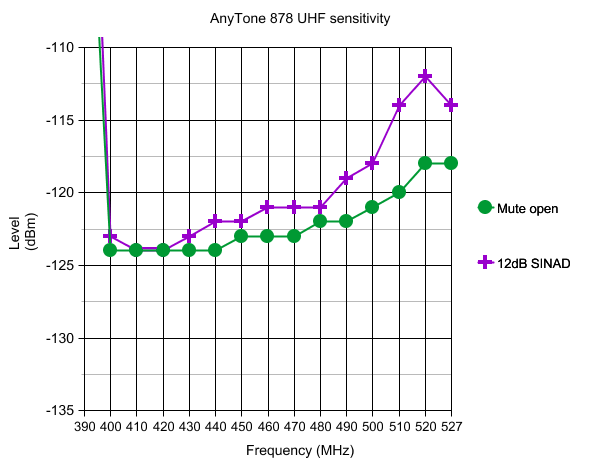 AnyTone 878 UHF sensitivity
-110
-115
-120
-125
-130
-135
Level
(dBm)
390 400 410 420 430 440 450 460 470 480 490 500 510 520 527
Frequency (MHz)
Mute open
12dB SINAD